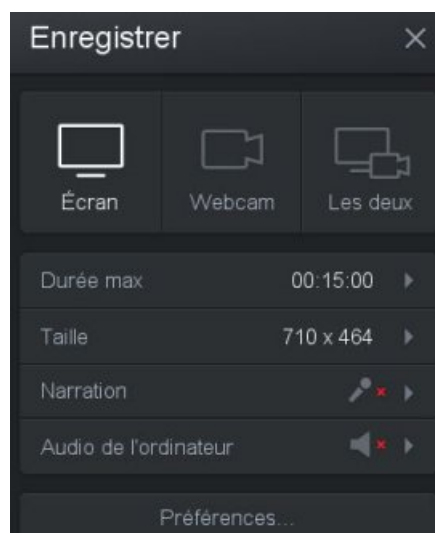 Enregistrer
Écran Webcam Les deux
Durée max 00:15:00
Taille 710 x 464
Narration
Audio de l'ordinateur
Préférences...